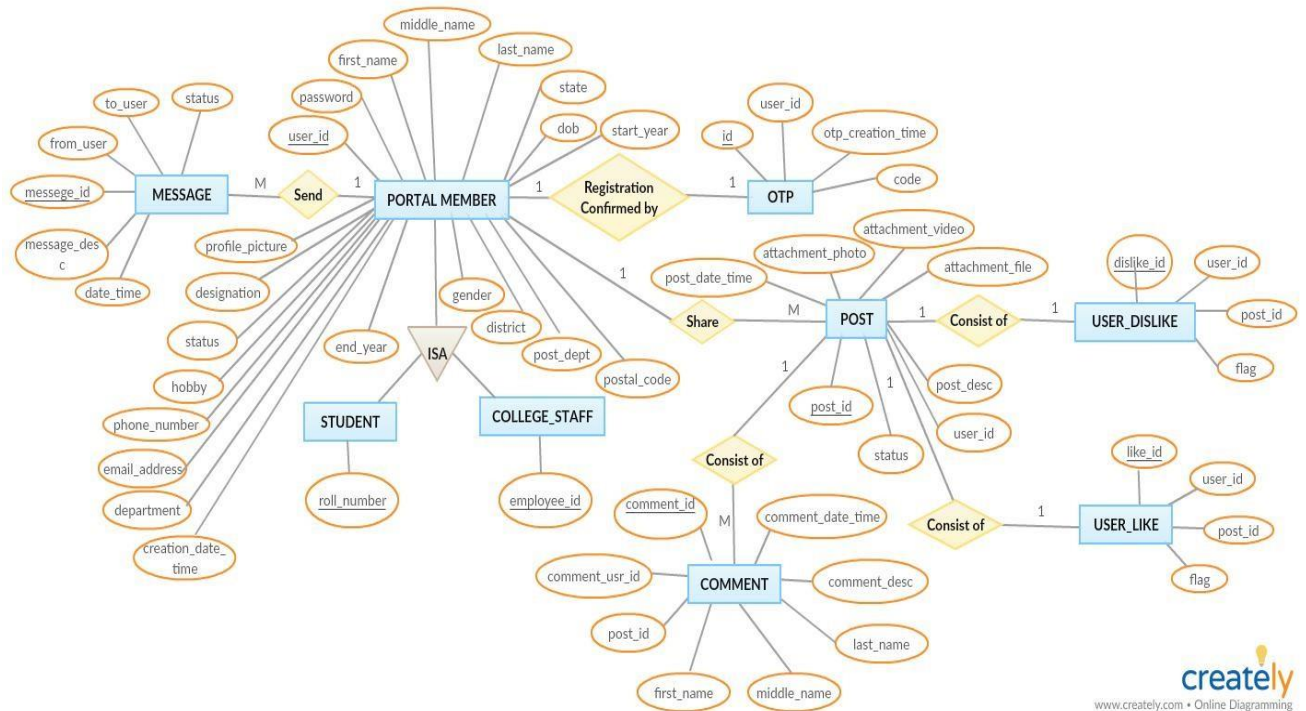 middle_name
first_name
last_name
password
state
user_id
dob
start_year
to_user
status
from_user
messege_id
message_des
c
date_time
MESSAGE
M
Send
1
PORTAL MEMBER
1
Registration
Confirmed by
1
OTP
id
user_id
otp_creation_time
code
profile_picture
designation
status
hobby
phone_number
email_address
department
creation_date_
time
end_year
gender
district
post_dept
postal_code
ISA
STUDENT
roll_number
COLLEGE_STAFF
employee_id
1
Share
M
POST
post_date_time
attachment_photo
attachment_video
attachment_file
post_id
status
user_id
post_desc
1
Consist of
1
USER_DISLIKE
dislike_id
user_id
post_id
flag
1
Consist of
1
USER_LIKE
like_id
user_id
post_id
flag
1
Consist of
M
COMMENT
comment_id
comment_date_time
comment_usr_id
comment_desc
post_id
last_name
first_name
middle_name
creately
www.creately.com • Online Diagramming